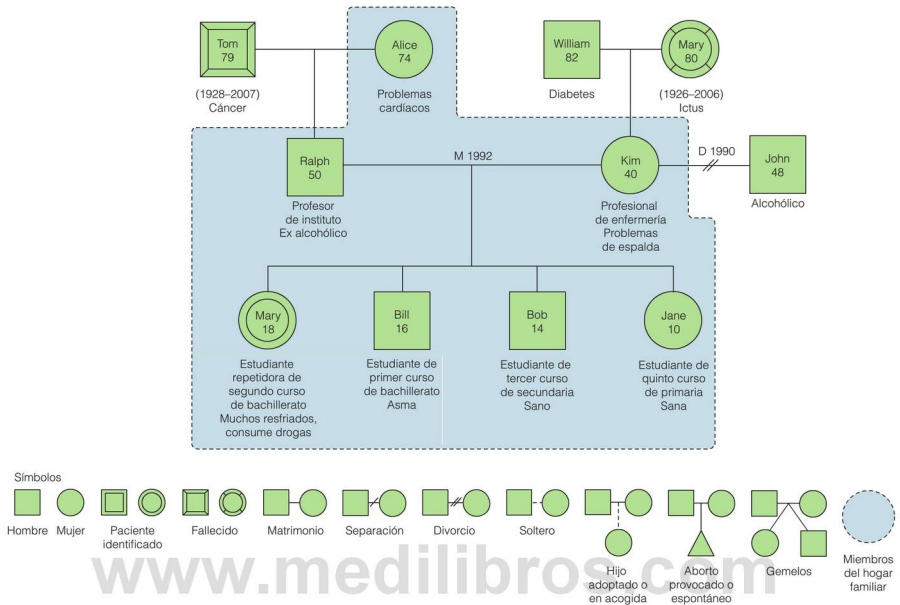 Tom
79
(1928–2007)
Cáncer
Alice
74
Problemas
cardíacos
William
82
Diabetes
Mary
80
(1926–2006)
Ictus
Ralph
50
Profesor
de instituto
Ex alcohólico
M 1992
Kim
40
Profesional
de enfermería
Problemas
de espalda
D 1990
John
48
Alcohólico
Mary
18
Estudiante
repetidora de
segundo curso
de bachillerato
Muchos resfriados,
consume drogas
Bill
16
Estudiante de
primer curso
de bachillerato
Asma
Bob
14
Estudiante de
tercer curso
de secundaria
Sano
Jane
10
Estudiante de
quinto curso
de primaria
Sana
Símbolos
Hombre
Mujer
Paciente
identificado
Fallecido
Matrimonio
Separación
Divorcio
Soltero
Hijo
adoptado o
en acogida
Aborto
provocado o
espontáneo
Gemelos
Miembros
del hogar
familiar
www.medilibros.com